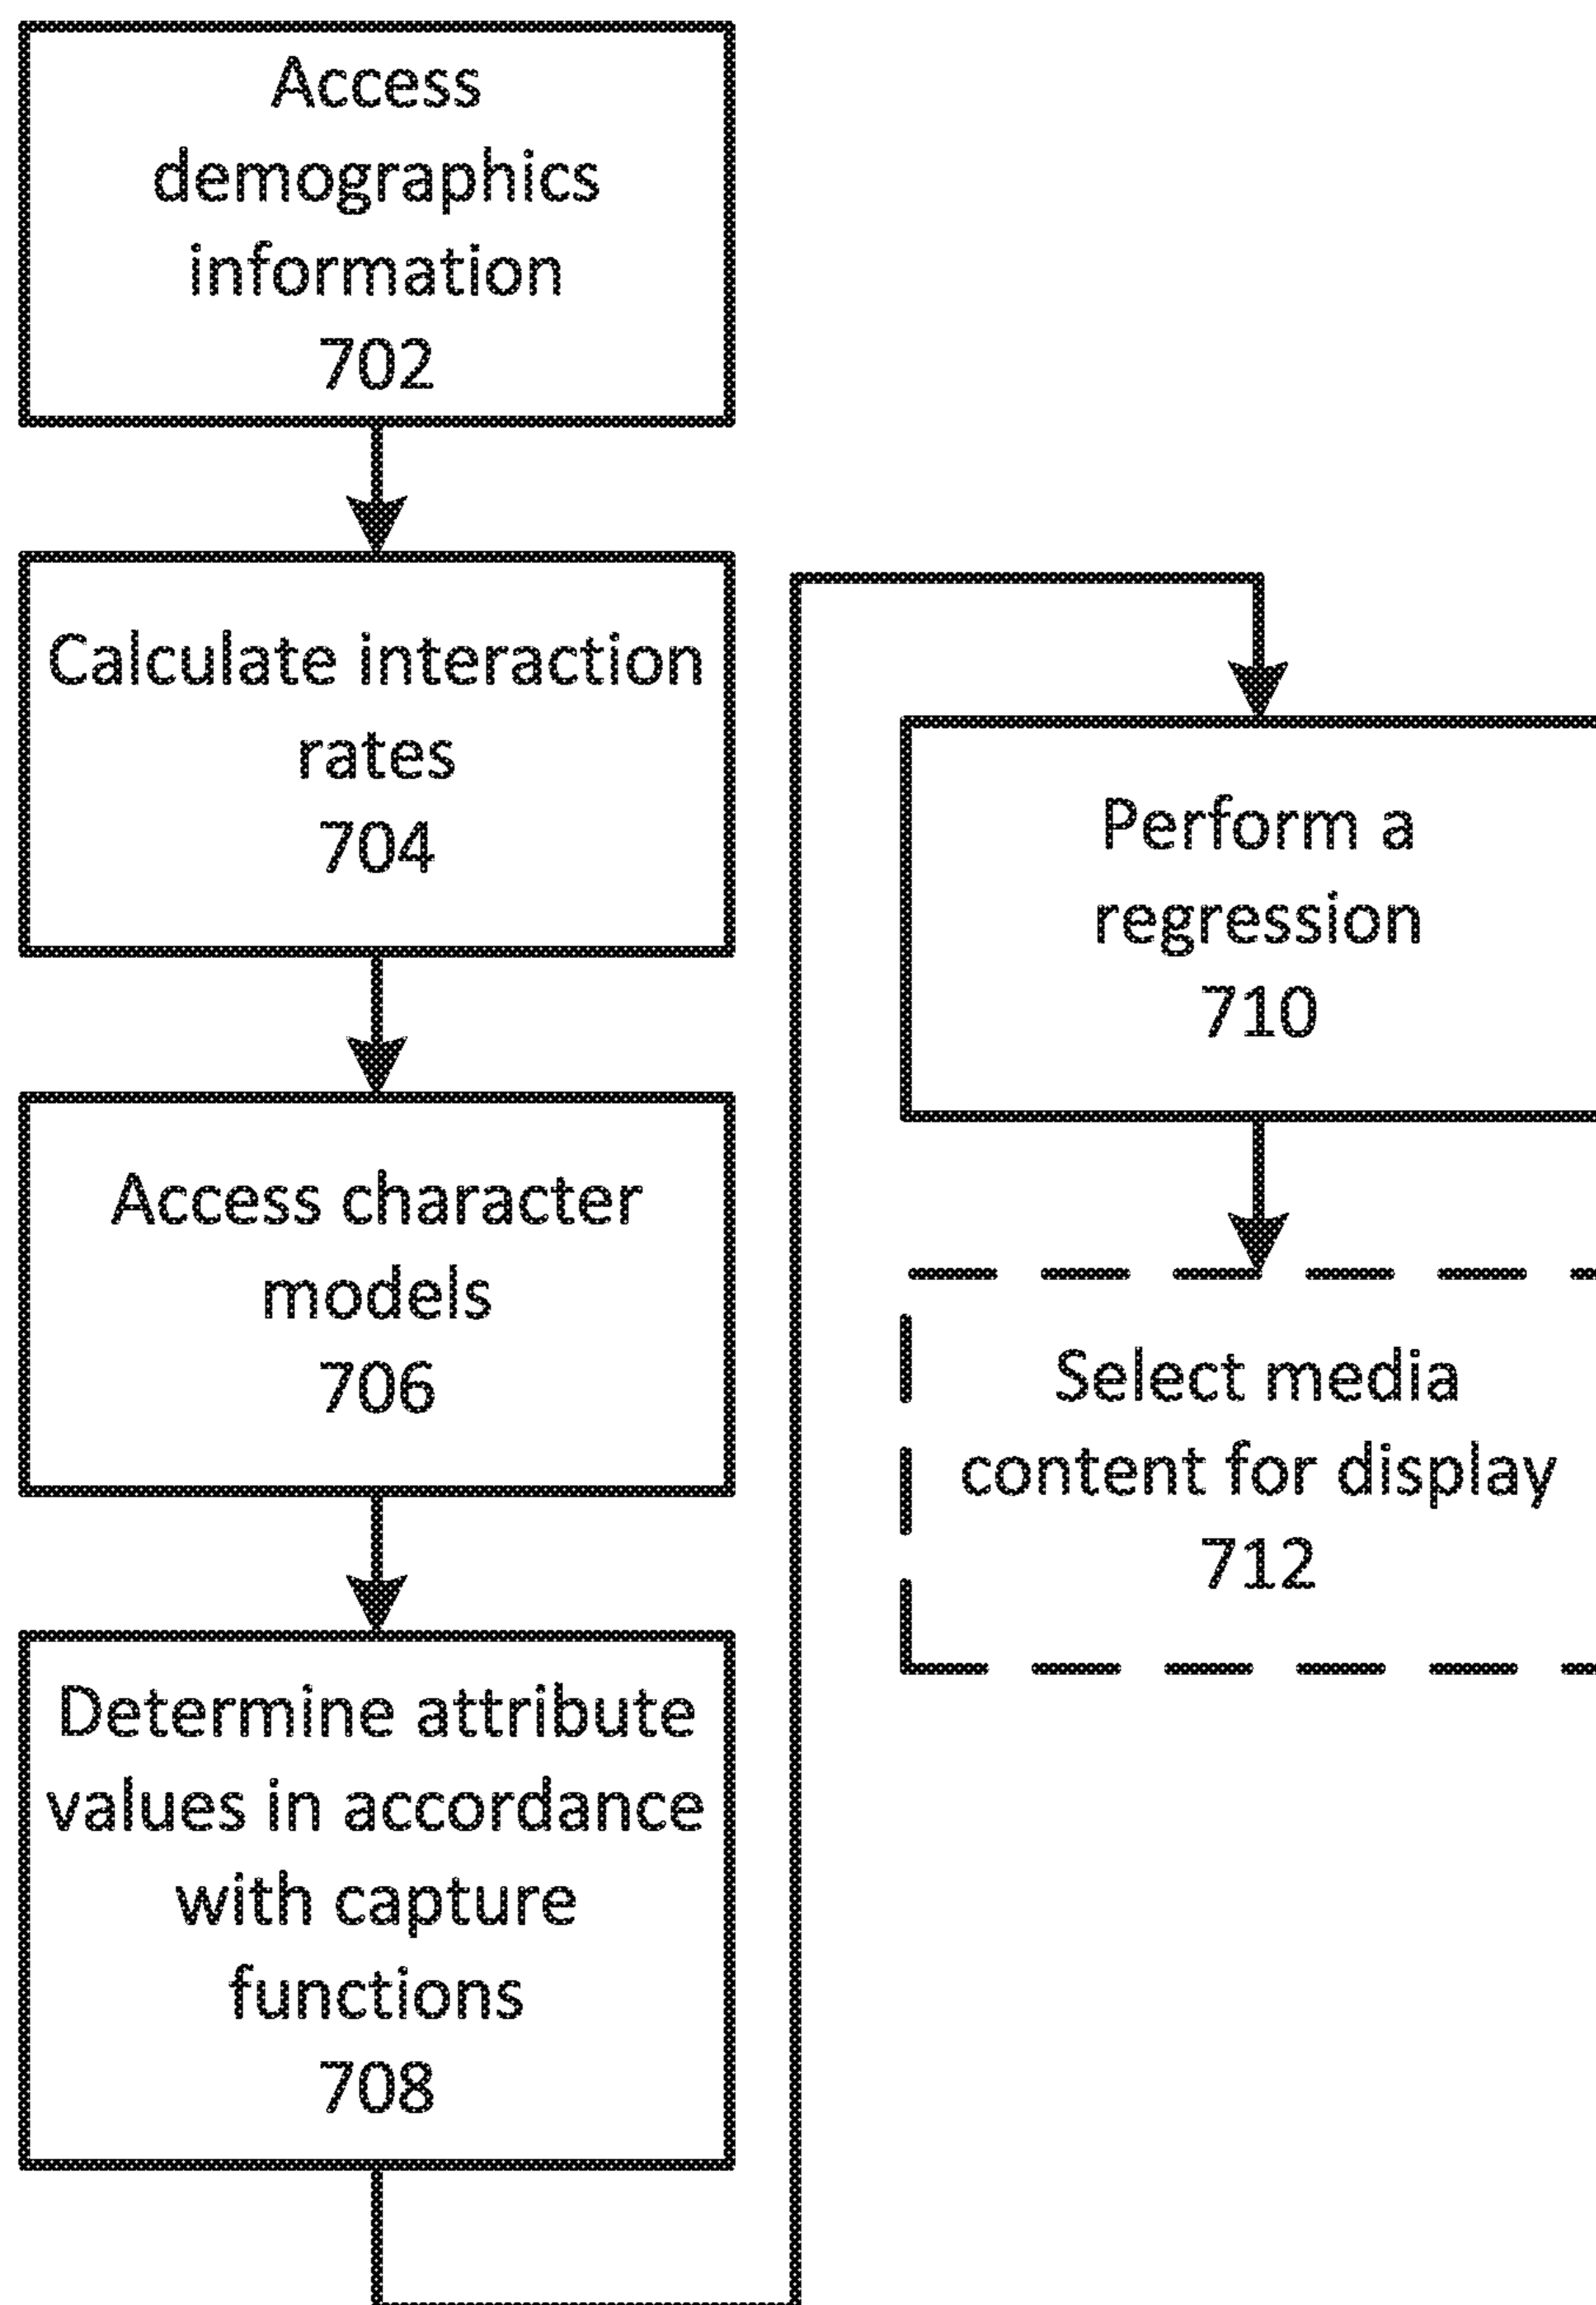 Access
demographics
information
702
Calculate interaction
rates
704
Access character
models
706
Determine attribute
values in accordance
with capture
functions
708
Perform a
regression
710
Select media
content for display
712